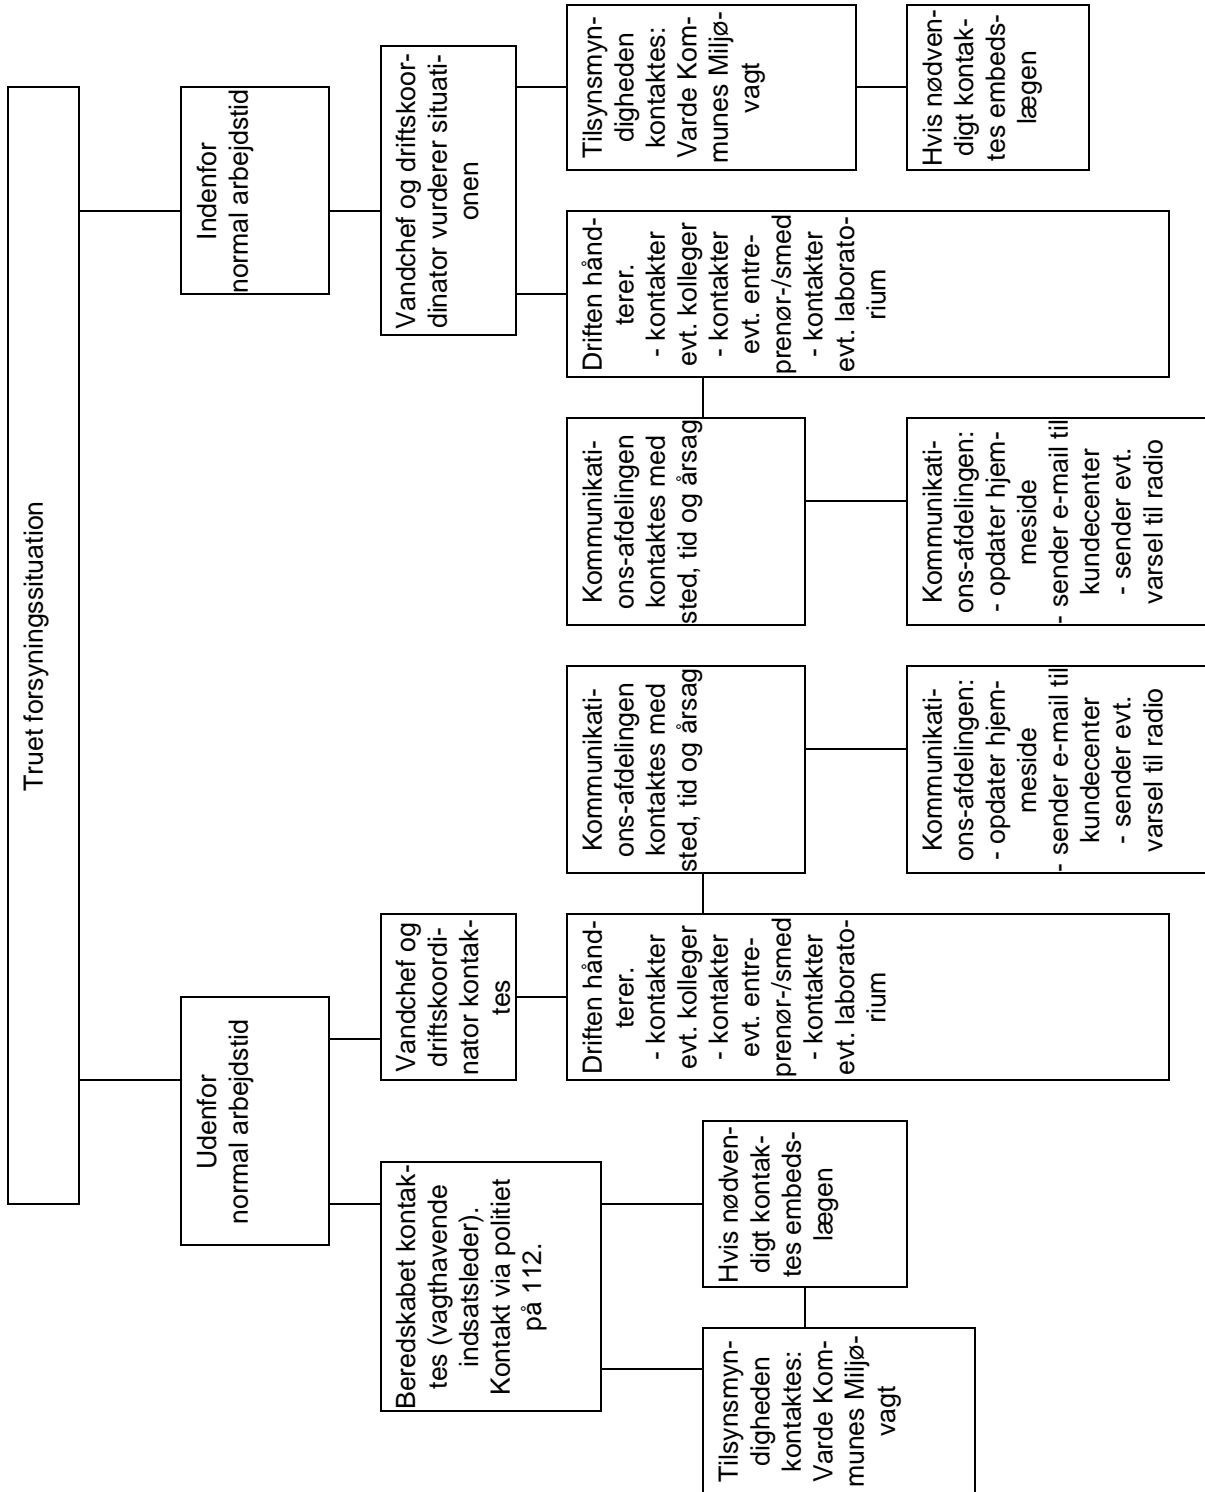 Truet forsyningssituation
Udenfor
normal arbejdstid
Indenfor
normal arbejdstid
Beredskabet kontak-
tes (vagthavende
indsatsleder).
Kontakt via politiet
på 112.
Vandchef og
driftskoordi-
nator kontak-
tes
Vandchef og driftskoor-
dinator vurderer situati-
onen
Tilsynsmyn-
digheden
kontaktes:
Varde Kom-
munes Miljø-
vagt
Hvis nødven-
digt kontak-
tes embeds-
lægen
Driften hånd-
terer.
- kontakter
evt. kolleger
- kontakter
evt. entre-
prenør-/smed
- kontakter
evt. laborato-
rium
Kommunikati-
ons-afdelingen
kontaktes med
sted, tid og årsag
Kommunikati-
ons-afdelingen:
- opdater hjem-
meside
- sender e-mail til
kundecenter
- sender evt.
varsel til radio
Kommunikati-
ons-afdelingen
kontaktes med
sted, tid og årsag
Kommunikati-
ons-afdelingen:
- opdater hjem-
meside
- sender e-mail til
kundecenter
- sender evt.
varsel til radio
Driften hånd-
terer.
- kontakter
evt. kolleger
- kontakter
evt. entre-
prenør-/smed
- kontakter
evt. laborato-
rium
Tilsynsmyn-
digheden
kontaktes:
Varde Kom-
munes Miljø-
vagt
Hvis nødven-
digt kontak-
tes embeds-
lægen